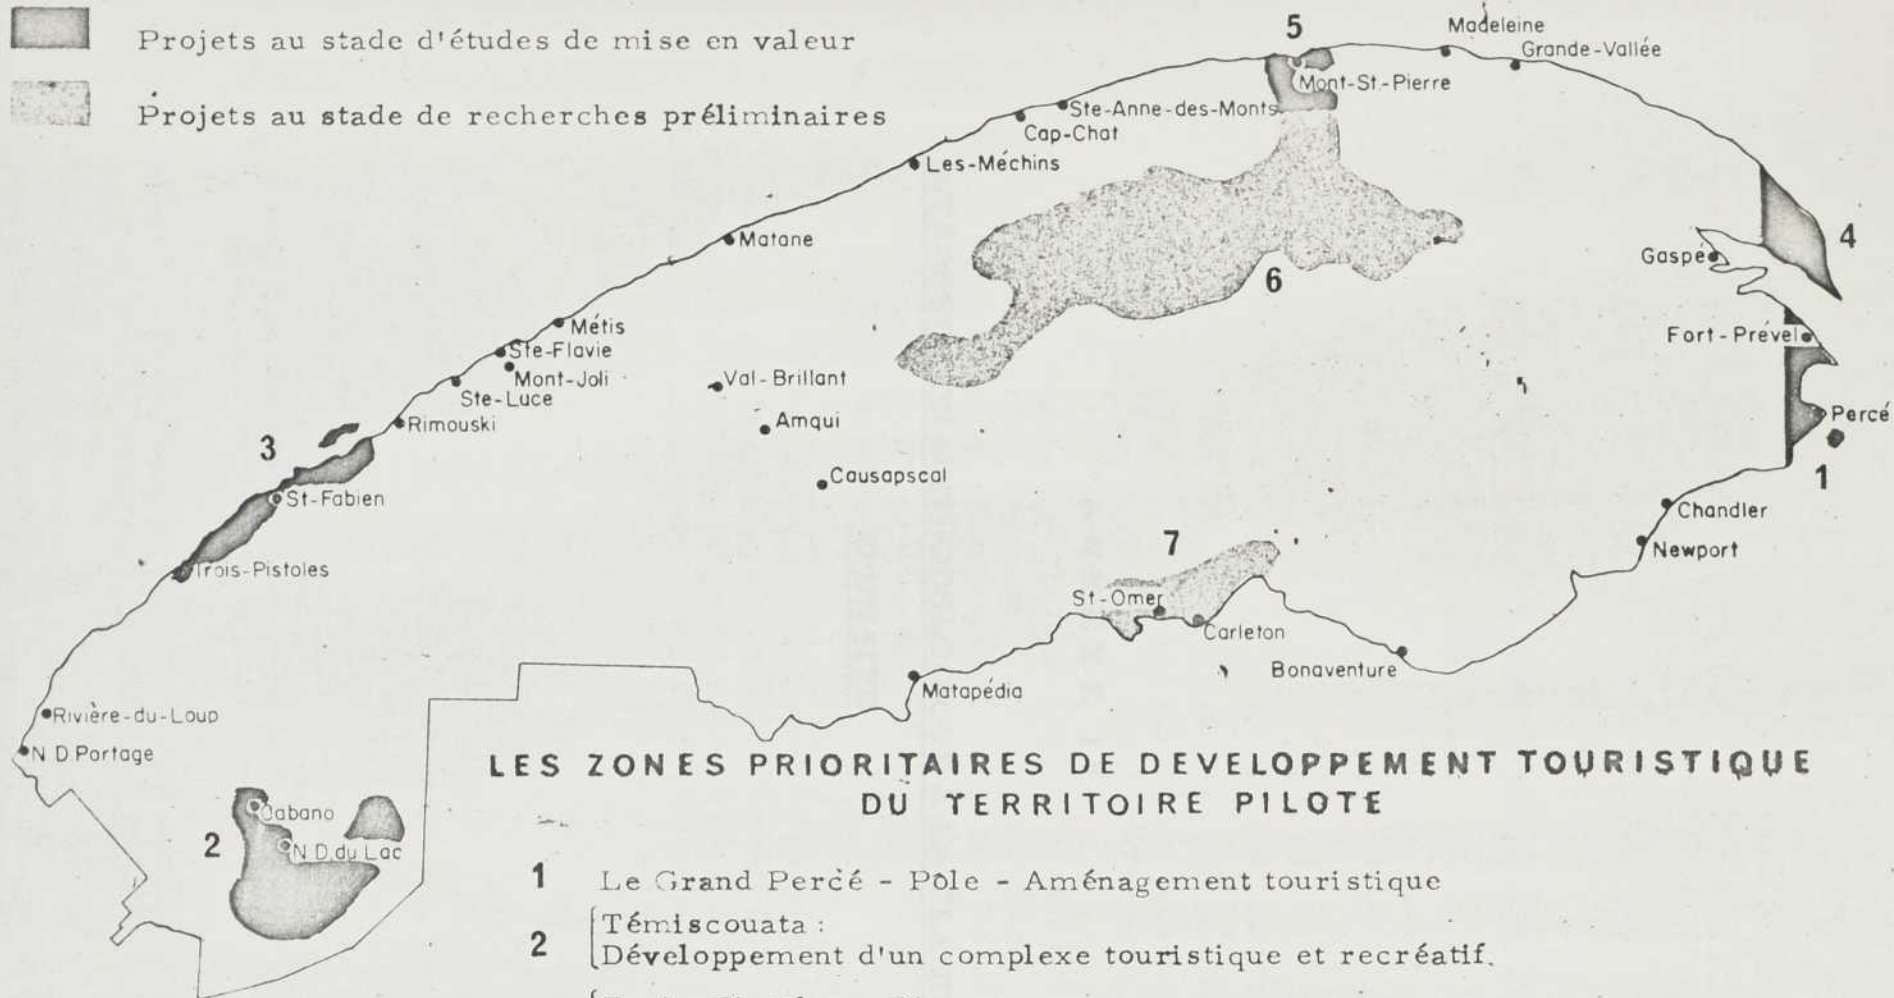 Projets au stade d'études de mise en valeur
Projets au stade de recherches préliminaires
5
Madeleine
Grande-Vallée
Mont-St.-Pierre
Ste-Anne-des-Monts
Cap-Chat
Les-Méchins
Matane
4
Gaspé
6
Métis
Ste-Flavie
Mont-Joli
Ste-Luce
Rimouski
Fort-Prével
Val-Brillant
Amqui
Percé
3
Causapscal
1
St-Fabien
Chandler
Newport
Trois-Pistoles
7
St-Omer
Carleton
Bonaventure
Matapédia
Rivière-du-Loup
N.D.Portage
LES ZONES PRIORITAIRES DE DEVELOPPEMENT TOURISTIQUE
DU TERRITOIRE PILOTE
Cabano
2
N.D.du Lac
1 Le Grand Percé - Pôle - Aménagement touristique
2 Témiscouata :
Développement d'un complexe touristique et recréatif.